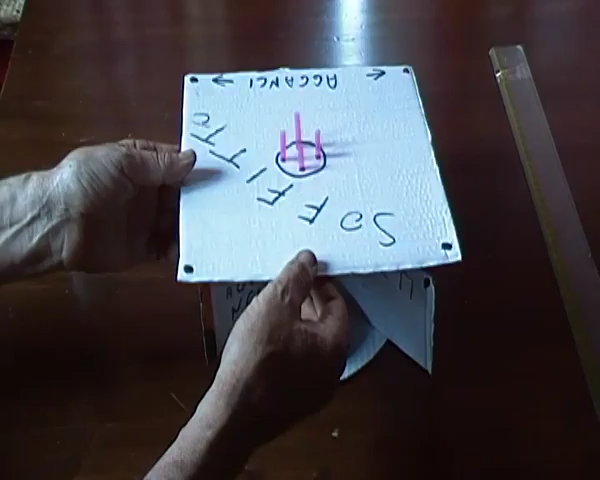 ← AGGANCI →
SOFFITTO